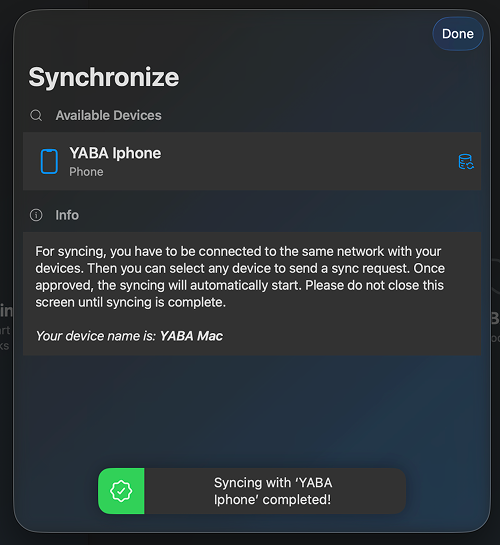 Done
Synchronize
Available Devices
YABA Iphone
Phone
Info
For syncing, you have to be connected to the same network with your
devices. Then you can select any device to send a sync request. Once
approved, the syncing will automatically start. Please do not close this
screen until syncing is complete.
Your device name is: YABA Mac
Syncing with ‘YABA
Iphone’ completed!